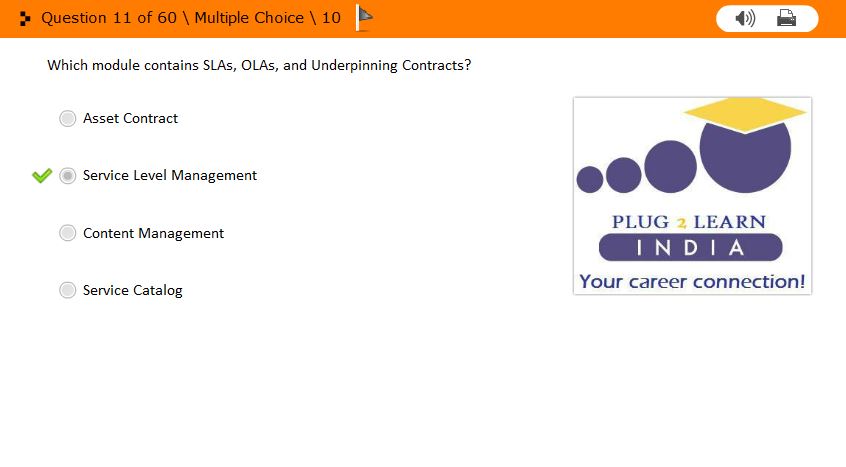 Question 11 of 60 \ Multiple Choice \ 10
Which module contains SLAs, OLAs, and Underpinning Contracts?
Asset Contract
Service Level Management
Content Management
Service Catalog
PLUG 2 LEARN
INDIA
Your career connection!